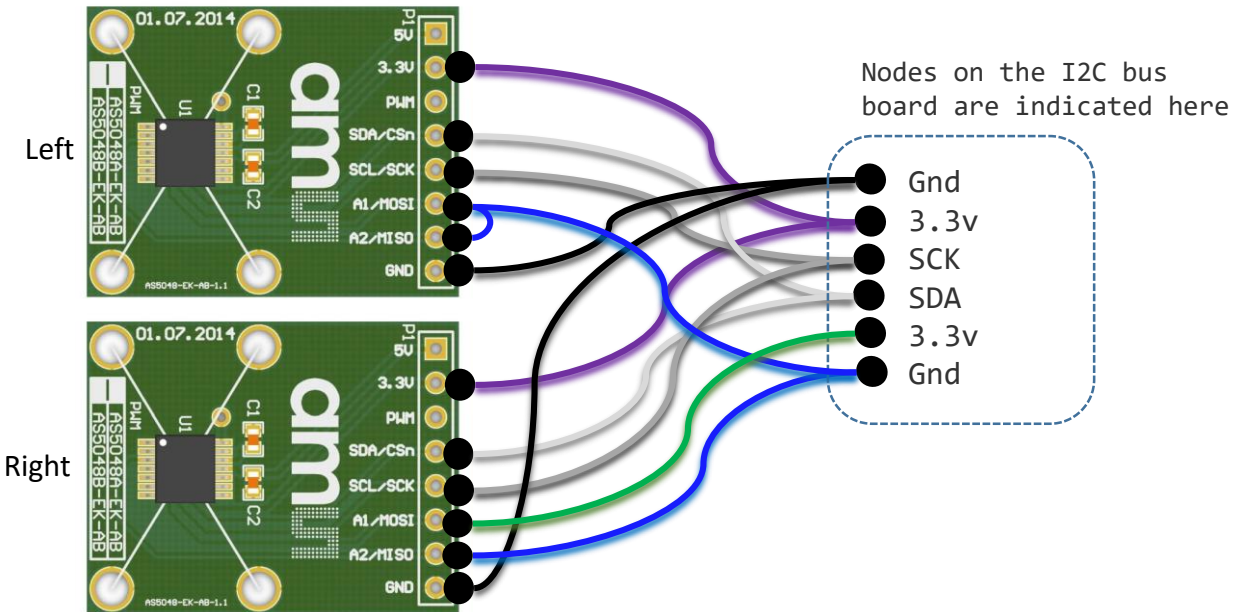 Left
01.07.2014
P1
5V
3.3V
PWM
SDA/CSn
SCL/SCK
A1/MOSI
A2/MISO
GND
PWM
U1
C1
C2
AS5048A-EK-AB
AS5048B-EK-AB
AS5048-EK-AB-1.1
ams
Nodes on the I2C bus
board are indicated here
Gnd
3.3v
SCK
SDA
3.3v
Gnd
Right
01.07.2014
P1
5V
3.3V
PWM
SDA/CSn
SCL/SCK
A1/MOSI
A2/MISO
GND
PWM
U1
C1
C2
AS5048A-EK-AB
AS5048B-EK-AB
AS5048-EK-AB-1.1
ams